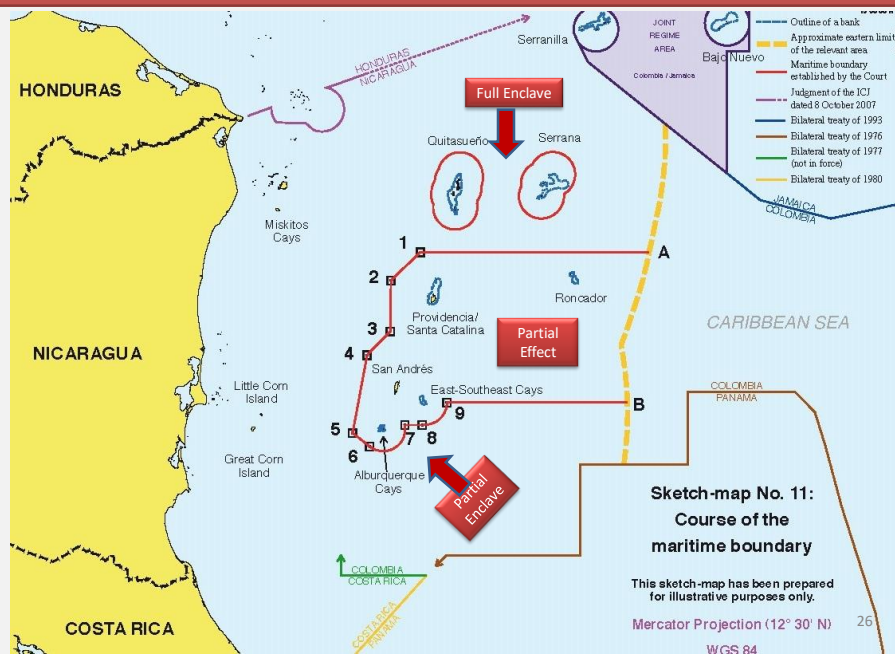 Serranilla
JOINT
REGIME
AREA
Colombia / Jamaica
Bajo Nuevo
Outline of a bank
Approximate eastern limit
of the relevant area
Maritime boundary
established by the Court
Judgment of the ICJ
dated 8 October 2007
Bilateral treaty of 1993
Bilateral treaty of 1976
Bilateral treaty of 1977
(not in force)
Bilateral treaty of 1980
HONDURAS
HONDURAS
NICARAGUA
Full Enclave
Quitasueño
Serrana
Miskitos
Cays
JAMAICA
COLOMBIA
1
A
2
Roncador
Providencia/
Santa Catalina
3
Partial
Effect
CARIBBEAN SEA
NICARAGUA
4
San Andrés
Little Corn
Island
East-Southeast Cays
COLOMBIA
PANAMA
9
B
5
7
8
6
Great Corn
Island
Alburquerque
Cays
Partial
Enclave
Sketch-map No. 11:
Course of the
maritime boundary
COLOMBIA
COSTA RICA
This sketch-map has been prepared
for illustrative purposes only.
COSTA RICA
PANAMA
COSTA RICA
Mercator Projection (12° 30' N)
26
WGS 84